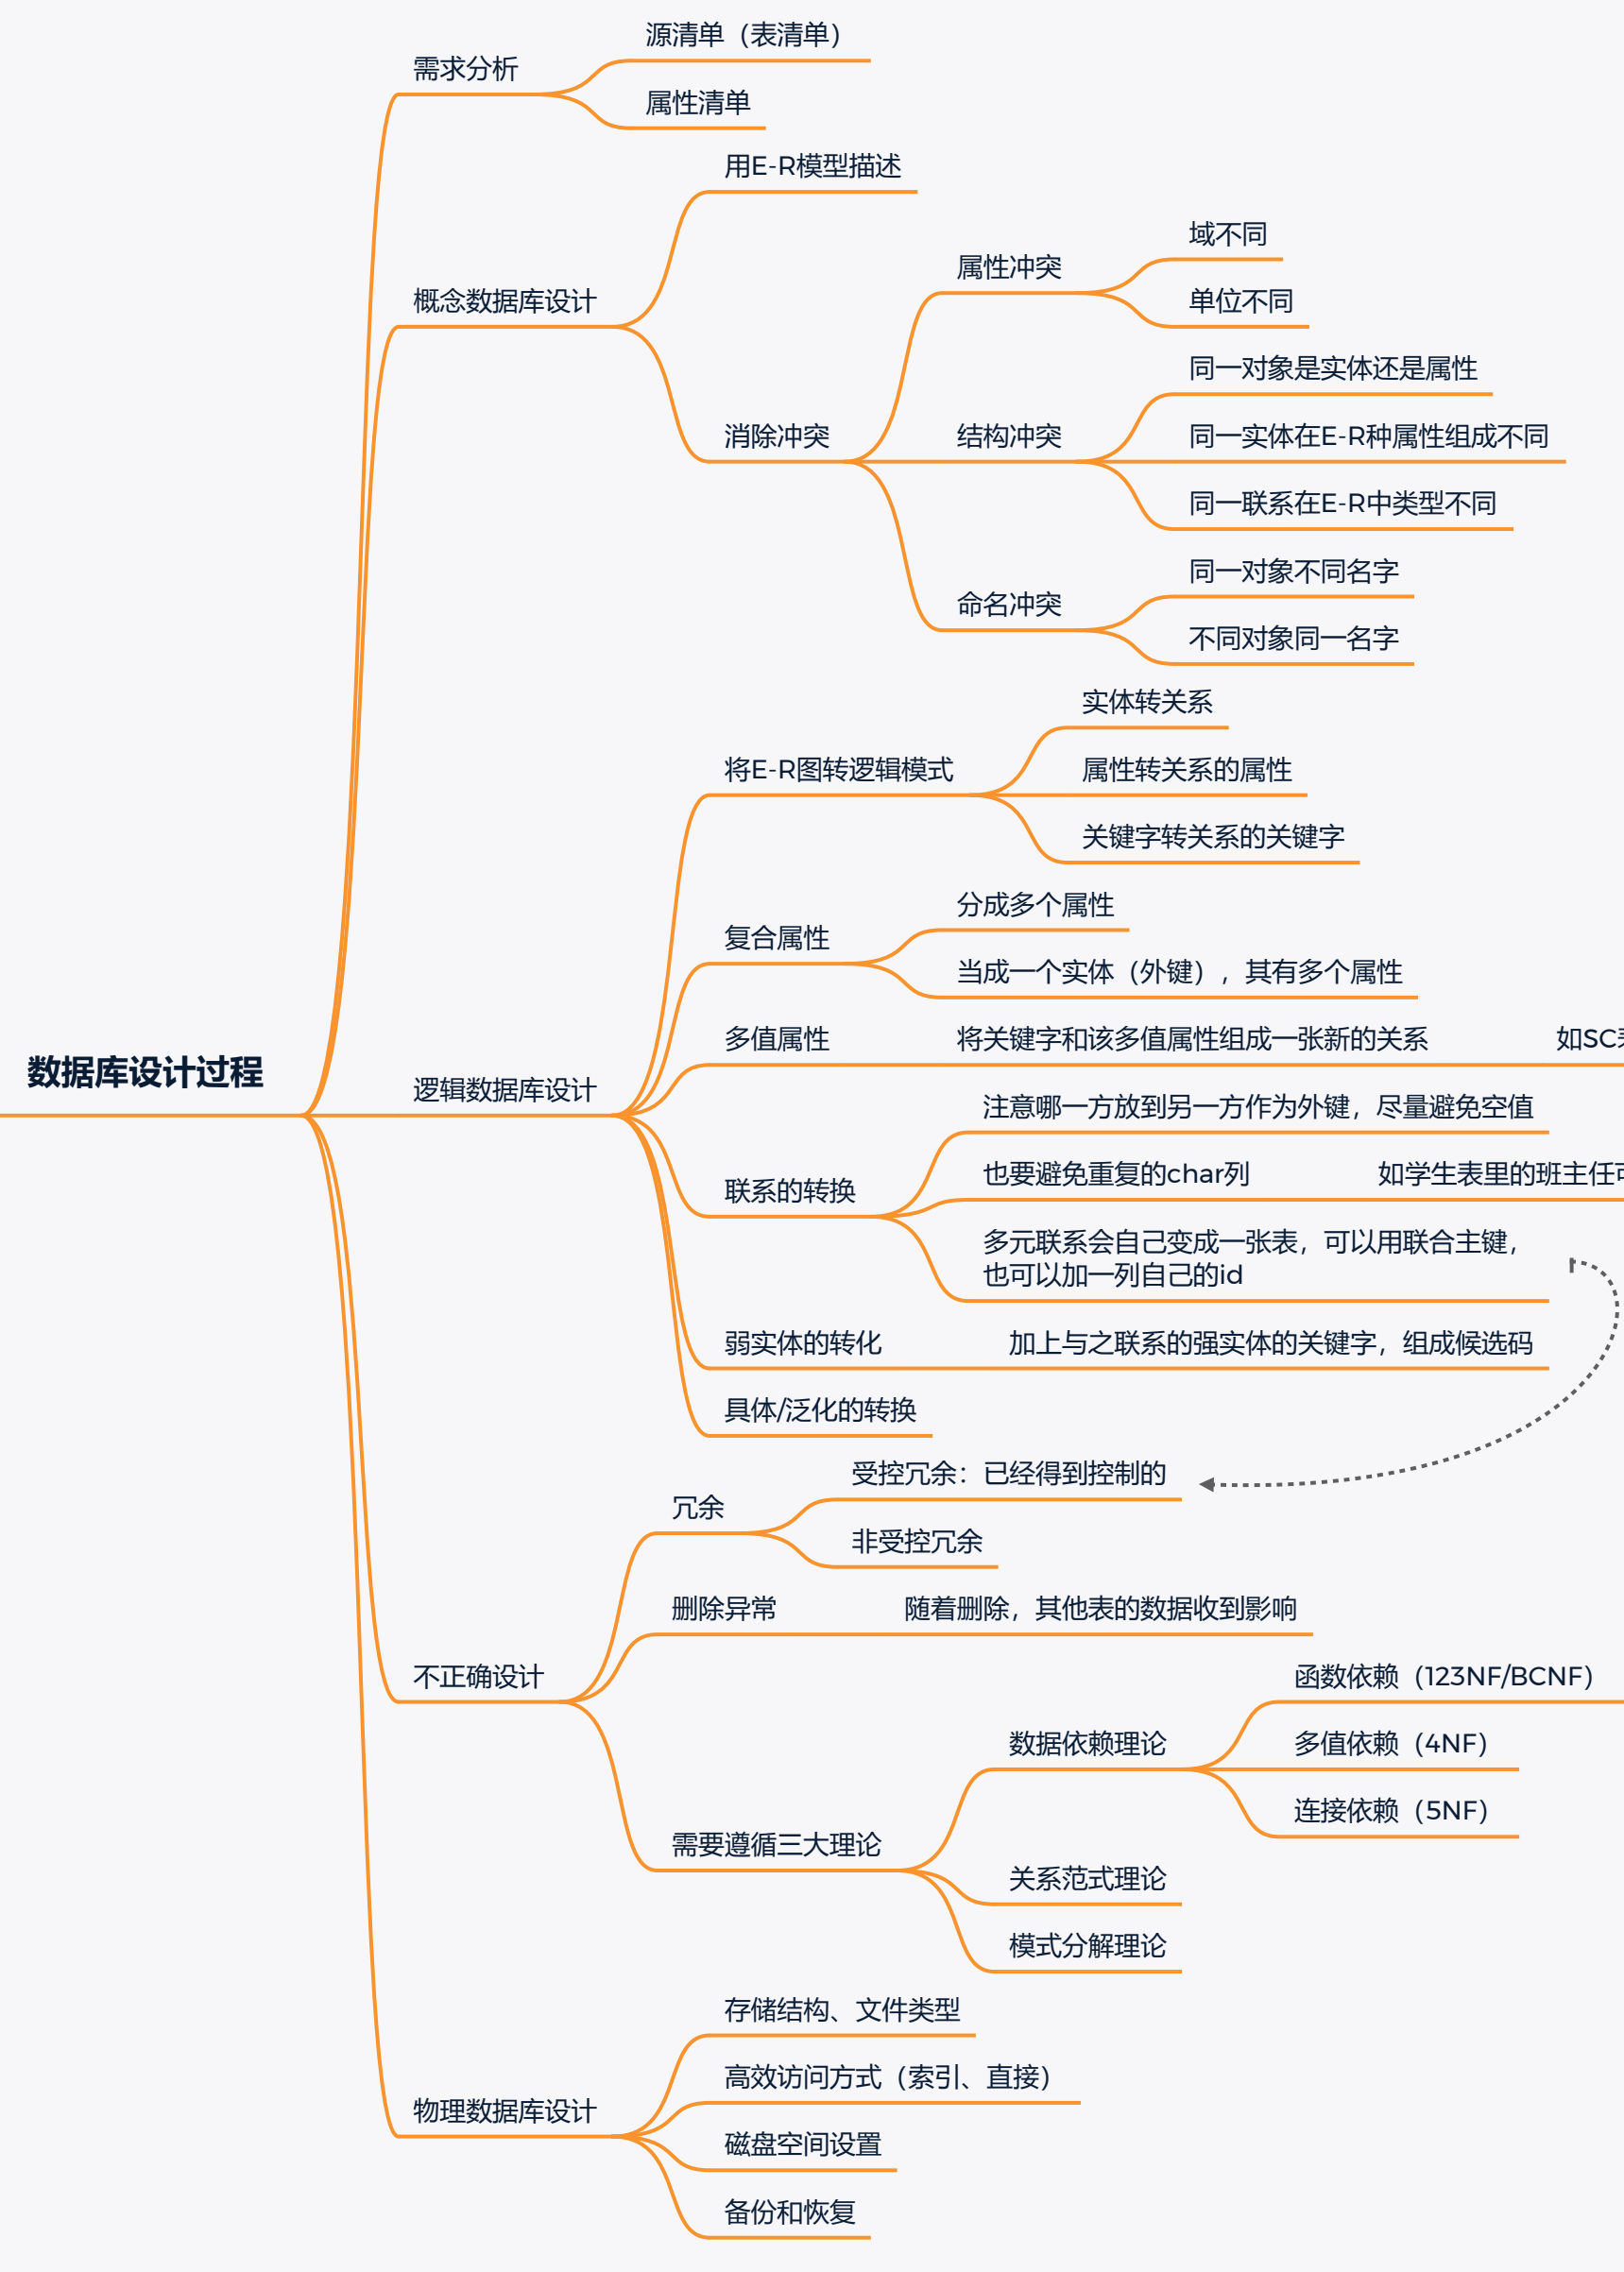 源清单（表清单）
需求分析
属性清单
用E-R模型描述
域不同
属性冲突
概念数据库设计
单位不同
同一对象是实体还是属性
消除冲突
结构冲突
同一实体在E-R种属性组成不同
同一联系在E-R中类型不同
同一对象不同名字
命名冲突
不同对象同一名字
实体转关系
将E-R图转逻辑模式
属性转关系的属性
关键字转关系的关键字
分成多个属性
复合属性
当成一个实体（外键），其有多个属性
多值属性
将关键字和该多值属性组成一张新的关系
如SC
数据库设计过程
逻辑数据库设计
注意哪一方放到另一方作为外键，尽量避免空值
也要避免重复的char列
如学生表里的班主任
联系的转换
多元联系会自己变成一张表，可以用联合主键，
也可以加一列自己的id
弱实体的转化
加上与之联系的强实体的关键字，组成候选码
具体/泛化的转换
受控冗余：已经得到控制的
冗余
非受控冗余
删除异常
随着删除，其他表的数据收到影响
不正确设计
函数依赖（123NF/BCNF）
数据依赖理论
多值依赖（4NF）
连接依赖（5NF）
需要遵循三大理论
关系范式理论
模式分解理论
存储结构、文件类型
高效访问方式（索引、直接）
物理数据库设计
磁盘空间设置
备份和恢复